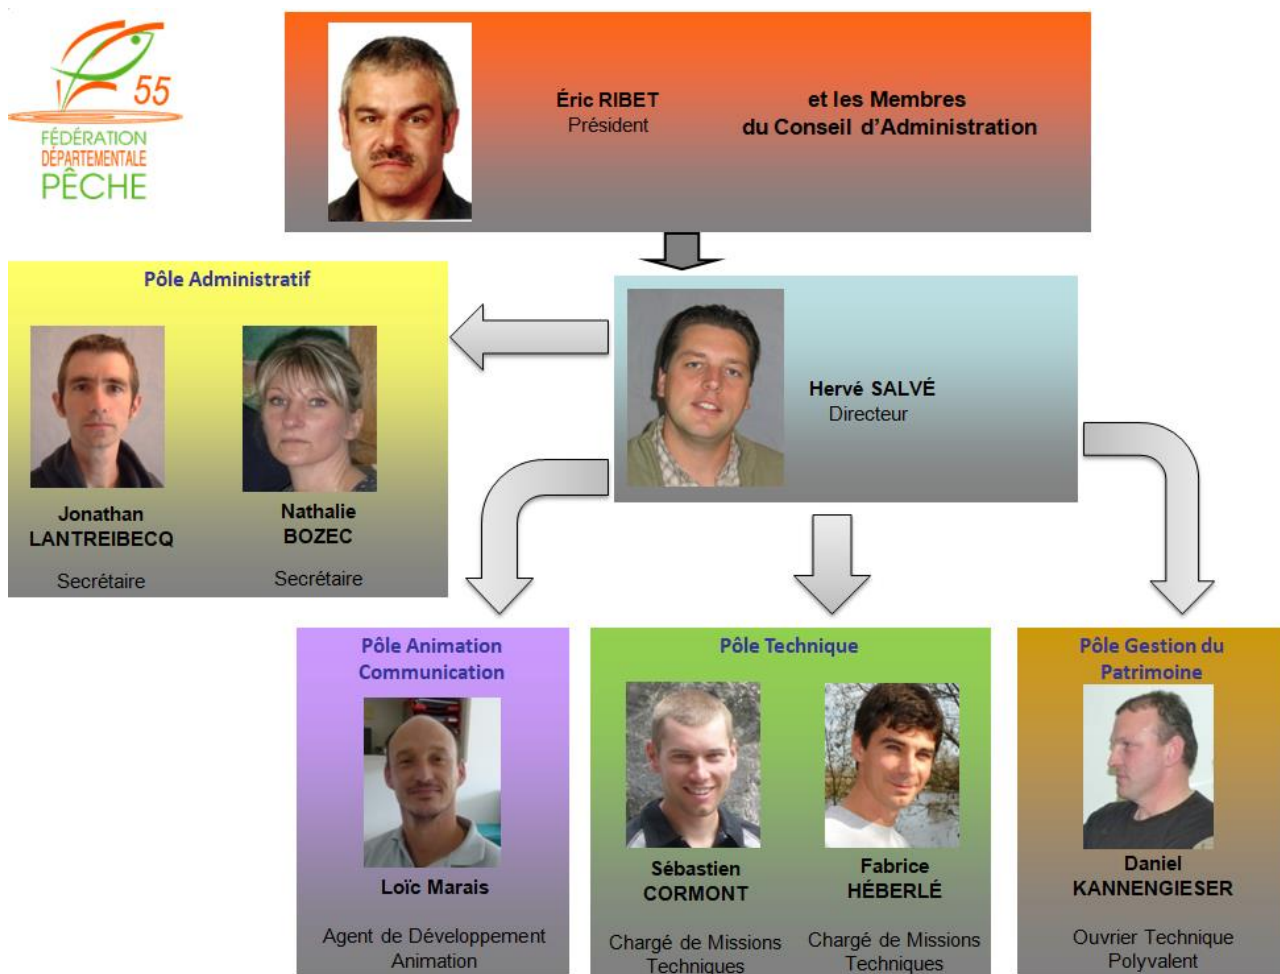 55
FÉDÉRATION
DÉPARTEMENTALE
PÊCHE
Éric RIBET
Président
et les Membres
du Conseil d'Administration
Pôle Administratif
Jonathan
LANTREIBECQ
Secrétaire
Nathalie
BOZEC
Secrétaire
Hervé SALVÉ
Directeur
Pôle Animation
Communication
Loïc Marais
Agent de Développement
Animation
Pôle Technique
Sébastien
CORMONT
Chargé de Missions
Techniques
Fabrice
HÉBERLÉ
Chargé de Missions
Techniques
Pôle Gestion du
Patrimoine
Daniel
KANNENGIESER
Ouvrier Technique
Polyvalent